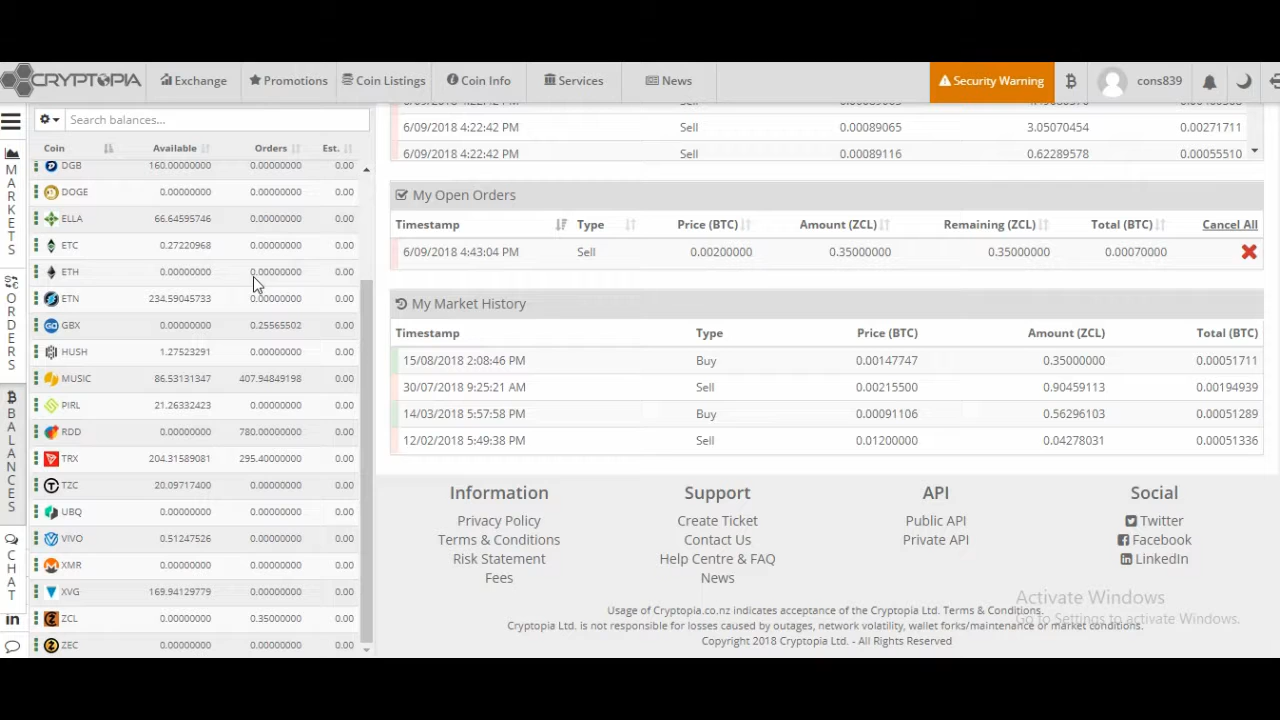 CRYPTOPIA Exchange Promotions Coin Listings Coin Info Services News Security Warning cons839
Search balances...
Coin Available Orders Est.
DGB 160.00000000 0.00000000 0.00
DOGE 0.00000000 0.00000000 0.00
ELLA 66.64595746 0.00000000 0.00
ETC 0.27220968 0.00000000 0.00
ETH 0.00000000 0.00000000 0.00
ETN 234.59045733 0.00000000 0.00
GBX 0.00000000 0.25565502 0.00
HUSH 1.27523291 0.00000000 0.00
MUSIC 86.53131347 407.94849198 0.00
PIRL 21.26332423 0.00000000 0.00
RDD 0.00000000 780.00000000 0.00
TRX 204.31589081 295.40000000 0.00
TZC 20.09717400 0.00000000 0.00
UBQ 0.00000000 0.00000000 0.00
VIVO 0.51247526 0.00000000 0.00
XMR 0.00000000 0.00000000 0.00
XVG 169.94129779 0.00000000 0.00
ZCL 0.00000000 0.35000000 0.00
ZEC 0.00000000 0.00000000 0.00
MARKETS
ORDERS
BALANCES
CHAT
6/09/2018 4:22:42 PM Sell 0.00089065 3.05070454 0.00271711
6/09/2018 4:22:42 PM Sell 0.00089116 0.62289578 0.00055510
My Open Orders
Timestamp Type Price (BTC) Amount (ZCL) Remaining (ZCL) Total (BTC) Cancel All
6/09/2018 4:43:04 PM Sell 0.00200000 0.35000000 0.35000000 0.00070000
My Market History
Timestamp Type Price (BTC) Amount (ZCL) Total (BTC)
15/08/2018 2:08:46 PM Buy 0.00147747 0.35000000 0.00051711
30/07/2018 9:25:21 AM Sell 0.00215500 0.90459113 0.00194939
14/03/2018 5:57:58 PM Buy 0.00091106 0.56296103 0.00051289
12/02/2018 5:49:38 PM Sell 0.01200000 0.04278031 0.00051336
Information Support API Social
Privacy Policy Create Ticket Public API Twitter
Terms & Conditions Contact Us Private API Facebook
Risk Statement Help Centre & FAQ LinkedIn
Fees News
Activate Windows
Go to Settings to activate Windows.
Usage of Cryptopia.co.nz indicates acceptance of the Cryptopia Ltd. Terms & Conditions.
Cryptopia Ltd. is not responsible for losses caused by outages, network volatility, wallet forks/maintenance or market conditions.
Copyright 2018 Cryptopia Ltd. - All Rights Reserved